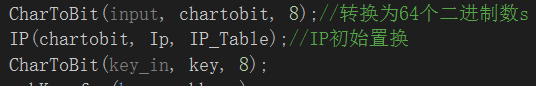 CharToBit(input, chartobit, 8);//转换为64个二进制数s
IP(chartobit, Ip, IP_Table);//IP初始置换
CharToBit(key_in, key, 8);